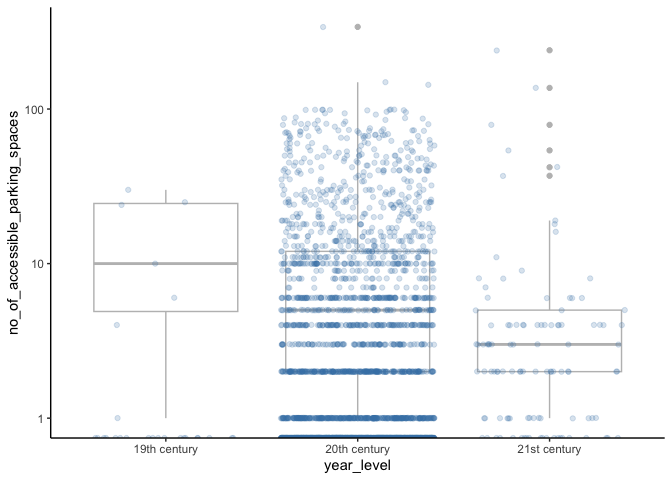 no_of_accessible_parking_spaces
100
10
1
19th century
20th century
21st century
year_level